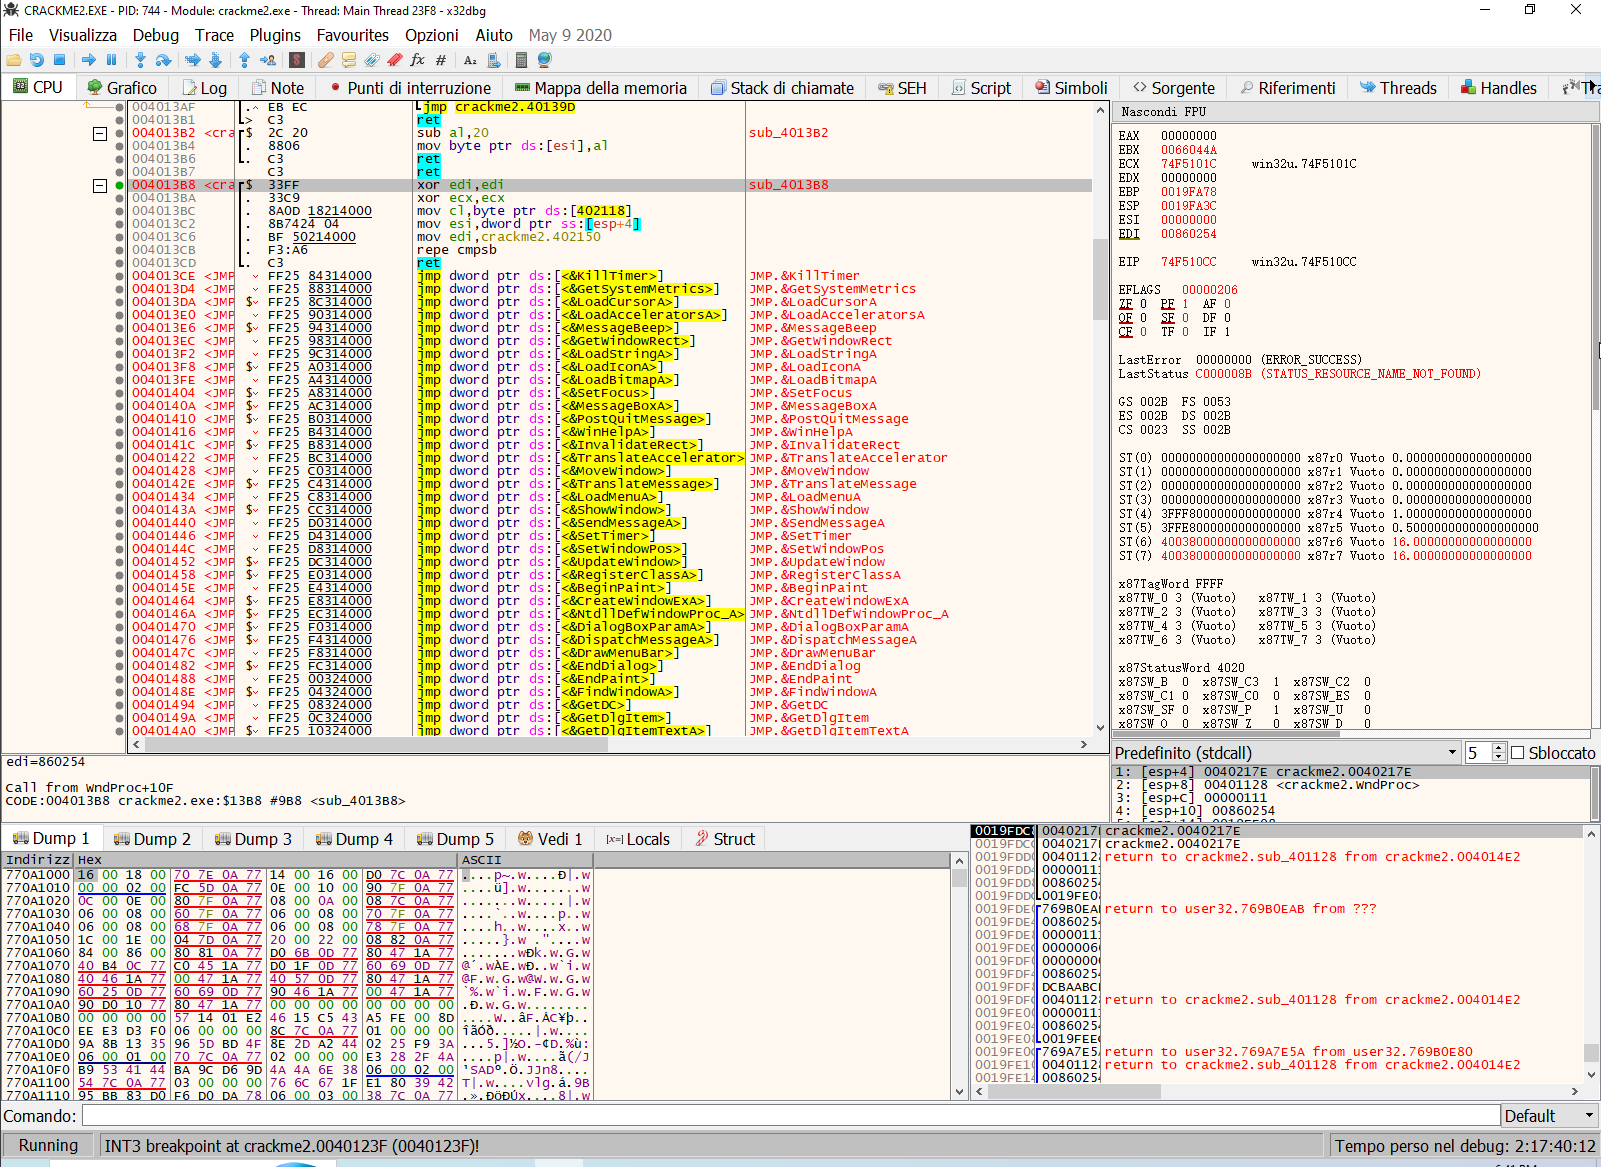 CRACKME2.EXE - PID: 744 - Module: crackme2.exe - Thread: Main Thread 23F8 - x32dbg
File Visualizza Debug Trace Plugins Favourites Opzioni Aiuto May 9 2020
CPU Grafico Log Note Punti di interruzione Mappa della memoria Stack di chiamate SEH Script Simboli Sorgente Riferimenti Threads Handles
004013AF EB EC jmp crackme2.40139D
004013B1 C3 ret
004013B2 <cra $ 2C 20 sub al,20 sub_4013B2
004013B4 . 8806 mov byte ptr ds:[esi],al
004013B6 . C3 ret
004013B7 C3 ret
004013B8 <cra $ 33FF xor edi,edi sub_4013B8
004013BA . 33C9 xor ecx,ecx
004013BC . 8A0D 18214000 mov cl,byte ptr ds:[402118]
004013C2 . 8B7424 04 mov esi,dword ptr ss:[esp+4]
004013C6 . BF 50214000 mov edi,crackme2.402150
004013CB . F3:A6 repe cmpsb
004013CD . C3 ret
004013CE <JMP FF25 84314000 jmp dword ptr ds:[<&KillTimer>] JMP.&KillTimer
004013D4 <JMP FF25 88314000 jmp dword ptr ds:[<&GetSystemMetrics>] JMP.&GetSystemMetrics
004013DA <JMP $ FF25 8C314000 jmp dword ptr ds:[<&LoadCursorA>] JMP.&LoadCursorA
004013E0 <JMP FF25 90314000 jmp dword ptr ds:[<&LoadAcceleratorsA>] JMP.&LoadAcceleratorsA
004013E6 <JMP $ FF25 94314000 jmp dword ptr ds:[<&MessageBeep>] JMP.&MessageBeep
004013EC <JMP FF25 98314000 jmp dword ptr ds:[<&GetWindowRect>] JMP.&GetWindowRect
004013F2 <JMP FF25 9C314000 jmp dword ptr ds:[<&LoadStringA>] JMP.&LoadStringA
004013F8 <JMP $ FF25 A0314000 jmp dword ptr ds:[<&LoadIconA>] JMP.&LoadIconA
004013FE <JMP FF25 A4314000 jmp dword ptr ds:[<&LoadBitmapA>] JMP.&LoadBitmapA
00401404 <JMP $ FF25 A8314000 jmp dword ptr ds:[<&SetFocus>] JMP.&SetFocus
0040140A <JMP $ FF25 AC314000 jmp dword ptr ds:[<&MessageBoxA>] JMP.&MessageBoxA
00401410 <JMP $ FF25 B0314000 jmp dword ptr ds:[<&PostQuitMessage>] JMP.&PostQuitMessage
00401416 <JMP FF25 B4314000 jmp dword ptr ds:[<&WinHelpA>] JMP.&WinHelpA
0040141C <JMP $ FF25 B8314000 jmp dword ptr ds:[<&InvalidateRect>] JMP.&InvalidateRect
00401422 <JMP FF25 BC314000 jmp dword ptr ds:[<&TranslateAccelerator> JMP.&TranslateAccelerator
00401428 <JMP FF25 C0314000 jmp dword ptr ds:[<&MoveWindow>] JMP.&MoveWindow
0040142E <JMP $ FF25 C4314000 jmp dword ptr ds:[<&TranslateMessage>] JMP.&TranslateMessage
00401434 <JMP FF25 C8314000 jmp dword ptr ds:[<&LoadMenuA>] JMP.&LoadMenuA
0040143A <JMP $ FF25 CC314000 jmp dword ptr ds:[<&ShowWindow>] JMP.&ShowWindow
00401440 <JMP FF25 D0314000 jmp dword ptr ds:[<&SendMessageA>] JMP.&SendMessageA
00401446 <JMP FF25 D4314000 jmp dword ptr ds:[<&SetTimer>] JMP.&SetTimer
0040144C <JMP FF25 D8314000 jmp dword ptr ds:[<&SetWindowPos>] JMP.&SetWindowPos
00401452 <JMP $ FF25 DC314000 jmp dword ptr ds:[<&UpdateWindow>] JMP.&UpdateWindow
00401458 <JMP $ FF25 E0314000 jmp dword ptr ds:[<&RegisterClassA>] JMP.&RegisterClassA
0040145E <JMP FF25 E4314000 jmp dword ptr ds:[<&BeginPaint>] JMP.&BeginPaint
00401464 <JMP $ FF25 E8314000 jmp dword ptr ds:[<&CreateWindowExA>] JMP.&CreateWindowExA
0040146A <JMP $ FF25 EC314000 jmp dword ptr ds:[<&NtdllDefWindowProc_A> JMP.&NtdllDefWindowProc_A
00401470 <JMP $ FF25 F0314000 jmp dword ptr ds:[<&DialogBoxParamA>] JMP.&DialogBoxParamA
00401476 <JMP $ FF25 F4314000 jmp dword ptr ds:[<&DispatchMessageA>] JMP.&DispatchMessageA
0040147C <JMP FF25 F8314000 jmp dword ptr ds:[<&DrawMenuBar>] JMP.&DrawMenuBar
00401482 <JMP $ FF25 FC314000 jmp dword ptr ds:[<&EndDialog>] JMP.&EndDialog
00401488 <JMP FF25 00324000 jmp dword ptr ds:[<&EndPaint>] JMP.&EndPaint
0040148E <JMP $ FF25 04324000 jmp dword ptr ds:[<&FindWindowA>] JMP.&FindWindowA
00401494 <JMP FF25 08324000 jmp dword ptr ds:[<&GetDC>] JMP.&GetDC
0040149A <JMP FF25 0C324000 jmp dword ptr ds:[<&GetDlgItem>] JMP.&GetDlgItem
004014A0 <JMP $ FF25 10324000 jmp dword ptr ds:[<&GetDlgItemTextA>] JMP.&GetDlgItemTextA
Nascondi FPU
EAX 00000000
EBX 0066044A
ECX 74F5101C win32u.74F5101C
EDX 00000000
EBP 0019FA78
ESP 0019FA3C
ESI 00000000
EDI 00860254
EIP 74F510CC win32u.74F510CC
EFLAGS 00000206
ZF 0 PF 1 AF 0
OF 0 SF 0 DF 0
CF 0 TF 0 IF 1
LastError 00000000 (ERROR_SUCCESS)
LastStatus C000008B (STATUS_RESOURCE_NAME_NOT_FOUND)
GS 002B FS 0053
ES 002B DS 002B
CS 0023 SS 002B
ST(0) 00000000000000000000 x87r0 Vuoto 0.000000000000000000
ST(1) 00000000000000000000 x87r1 Vuoto 0.000000000000000000
ST(2) 00000000000000000000 x87r2 Vuoto 0.000000000000000000
ST(3) 00000000000000000000 x87r3 Vuoto 0.000000000000000000
ST(4) 3FFF8000000000000000 x87r4 Vuoto 1.000000000000000000
ST(5) 3FFE8000000000000000 x87r5 Vuoto 0.5000000000000000000
ST(6) 40038000000000000000 x87r6 Vuoto 16.00000000000000000
ST(7) 40038000000000000000 x87r7 Vuoto 16.00000000000000000
x87TagWord FFFF
x87TW_0 3 (Vuoto) x87TW_1 3 (Vuoto)
x87TW_2 3 (Vuoto) x87TW_3 3 (Vuoto)
x87TW_4 3 (Vuoto) x87TW_5 3 (Vuoto)
x87TW_6 3 (Vuoto) x87TW_7 3 (Vuoto)
x87StatusWord 4020
x87SW_B 0 x87SW_C3 1 x87SW_C2 0
x87SW_C1 0 x87SW_C0 0 x87SW_ES 0
x87SW_SF 0 x87SW_P 1 x87SW_U 0
x87SW_O 0 x87SW_Z 0 x87SW_D 0
Predefinito (stdcall) 5 Sbloccato
1: [esp+4] 0040217E crackme2.0040217E
2: [esp+8] 00401128 <crackme2.WndProc>
3: [esp+C] 00000111
4: [esp+10] 00860254
edi=860254
Call from WndProc+10F
CODE:004013B8 crackme2.exe:$13B8 #9B8 <sub_4013B8>
Dump 1 Dump 2 Dump 3 Dump 4 Dump 5 Vedi 1 Locals Struct
Indirizz Hex ASCII
770A1000 16 00 18 00 70 7E 0A 77 14 00 16 00 D0 7C 0A 77
770A1010 00 00 02 00 FC 5D 0A 77 0E 00 10 00 90 7F 0A 77
770A1020 0C 00 0E 00 80 7F 0A 77 08 00 0A 00 08 7C 0A 77
770A1030 06 00 08 00 60 7F 0A 77 06 00 08 00 70 7F 0A 77
770A1040 06 00 08 00 68 7F 0A 77 06 00 08 00 78 7F 0A 77
770A1050 1C 00 1E 00 04 7D 0A 77 20 00 22 00 08 82 0A 77
770A1060 84 00 86 00 80 81 0A 77 D0 6B 0D 77 80 47 1A 77
770A1070 40 B4 0C 77 C0 45 1A 77 D0 1F 0D 77 60 69 0D 77
770A1080 40 46 1A 77 00 47 1A 77 40 57 0D 77 80 47 1A 77
770A1090 60 25 0D 77 60 69 0D 77 90 46 1A 77 00 47 1A 77
770A10A0 90 D0 10 77 80 47 1A 77 00 00 00 00 00 00 00 00
770A10B0 00 00 00 00 57 14 01 E2 46 15 C5 43 A5 FE 00 8D
770A10C0 EE E3 D3 F0 06 00 00 00 8C 7C 0A 77 01 00 00 00
770A10D0 9A 8B 13 35 96 5D BD 4F 8E 2D A2 44 02 25 F9 3A
770A10E0 06 00 01 00 70 7C 0A 77 02 00 00 00 E3 28 2F 4A
770A10F0 B9 53 41 44 BA 9C D6 9D 4A 4A 6E 38 06 00 02 00
770A1100 54 7C 0A 77 03 00 00 00 76 6C 67 1F E1 80 39 42
770A1110 95 BB 83 D0 F6 D0 DA 78 06 00 03 00 38 7C 0A 77
0019FDC8 crackme2.0040217E
crackme2.0040217E
return to crackme2.sub_401128 from crackme2.004014E2
return to user32.769B0EAB from ???
return to crackme2.sub_401128 from crackme2.004014E2
return to user32.769A7E5A from user32.769B0E80
return to crackme2.sub_401128 from crackme2.004014E2
Comando: Default
Running INT3 breakpoint at crackme2.0040123F (0040123F)! Tempo perso nel debug: 2:17:40:12